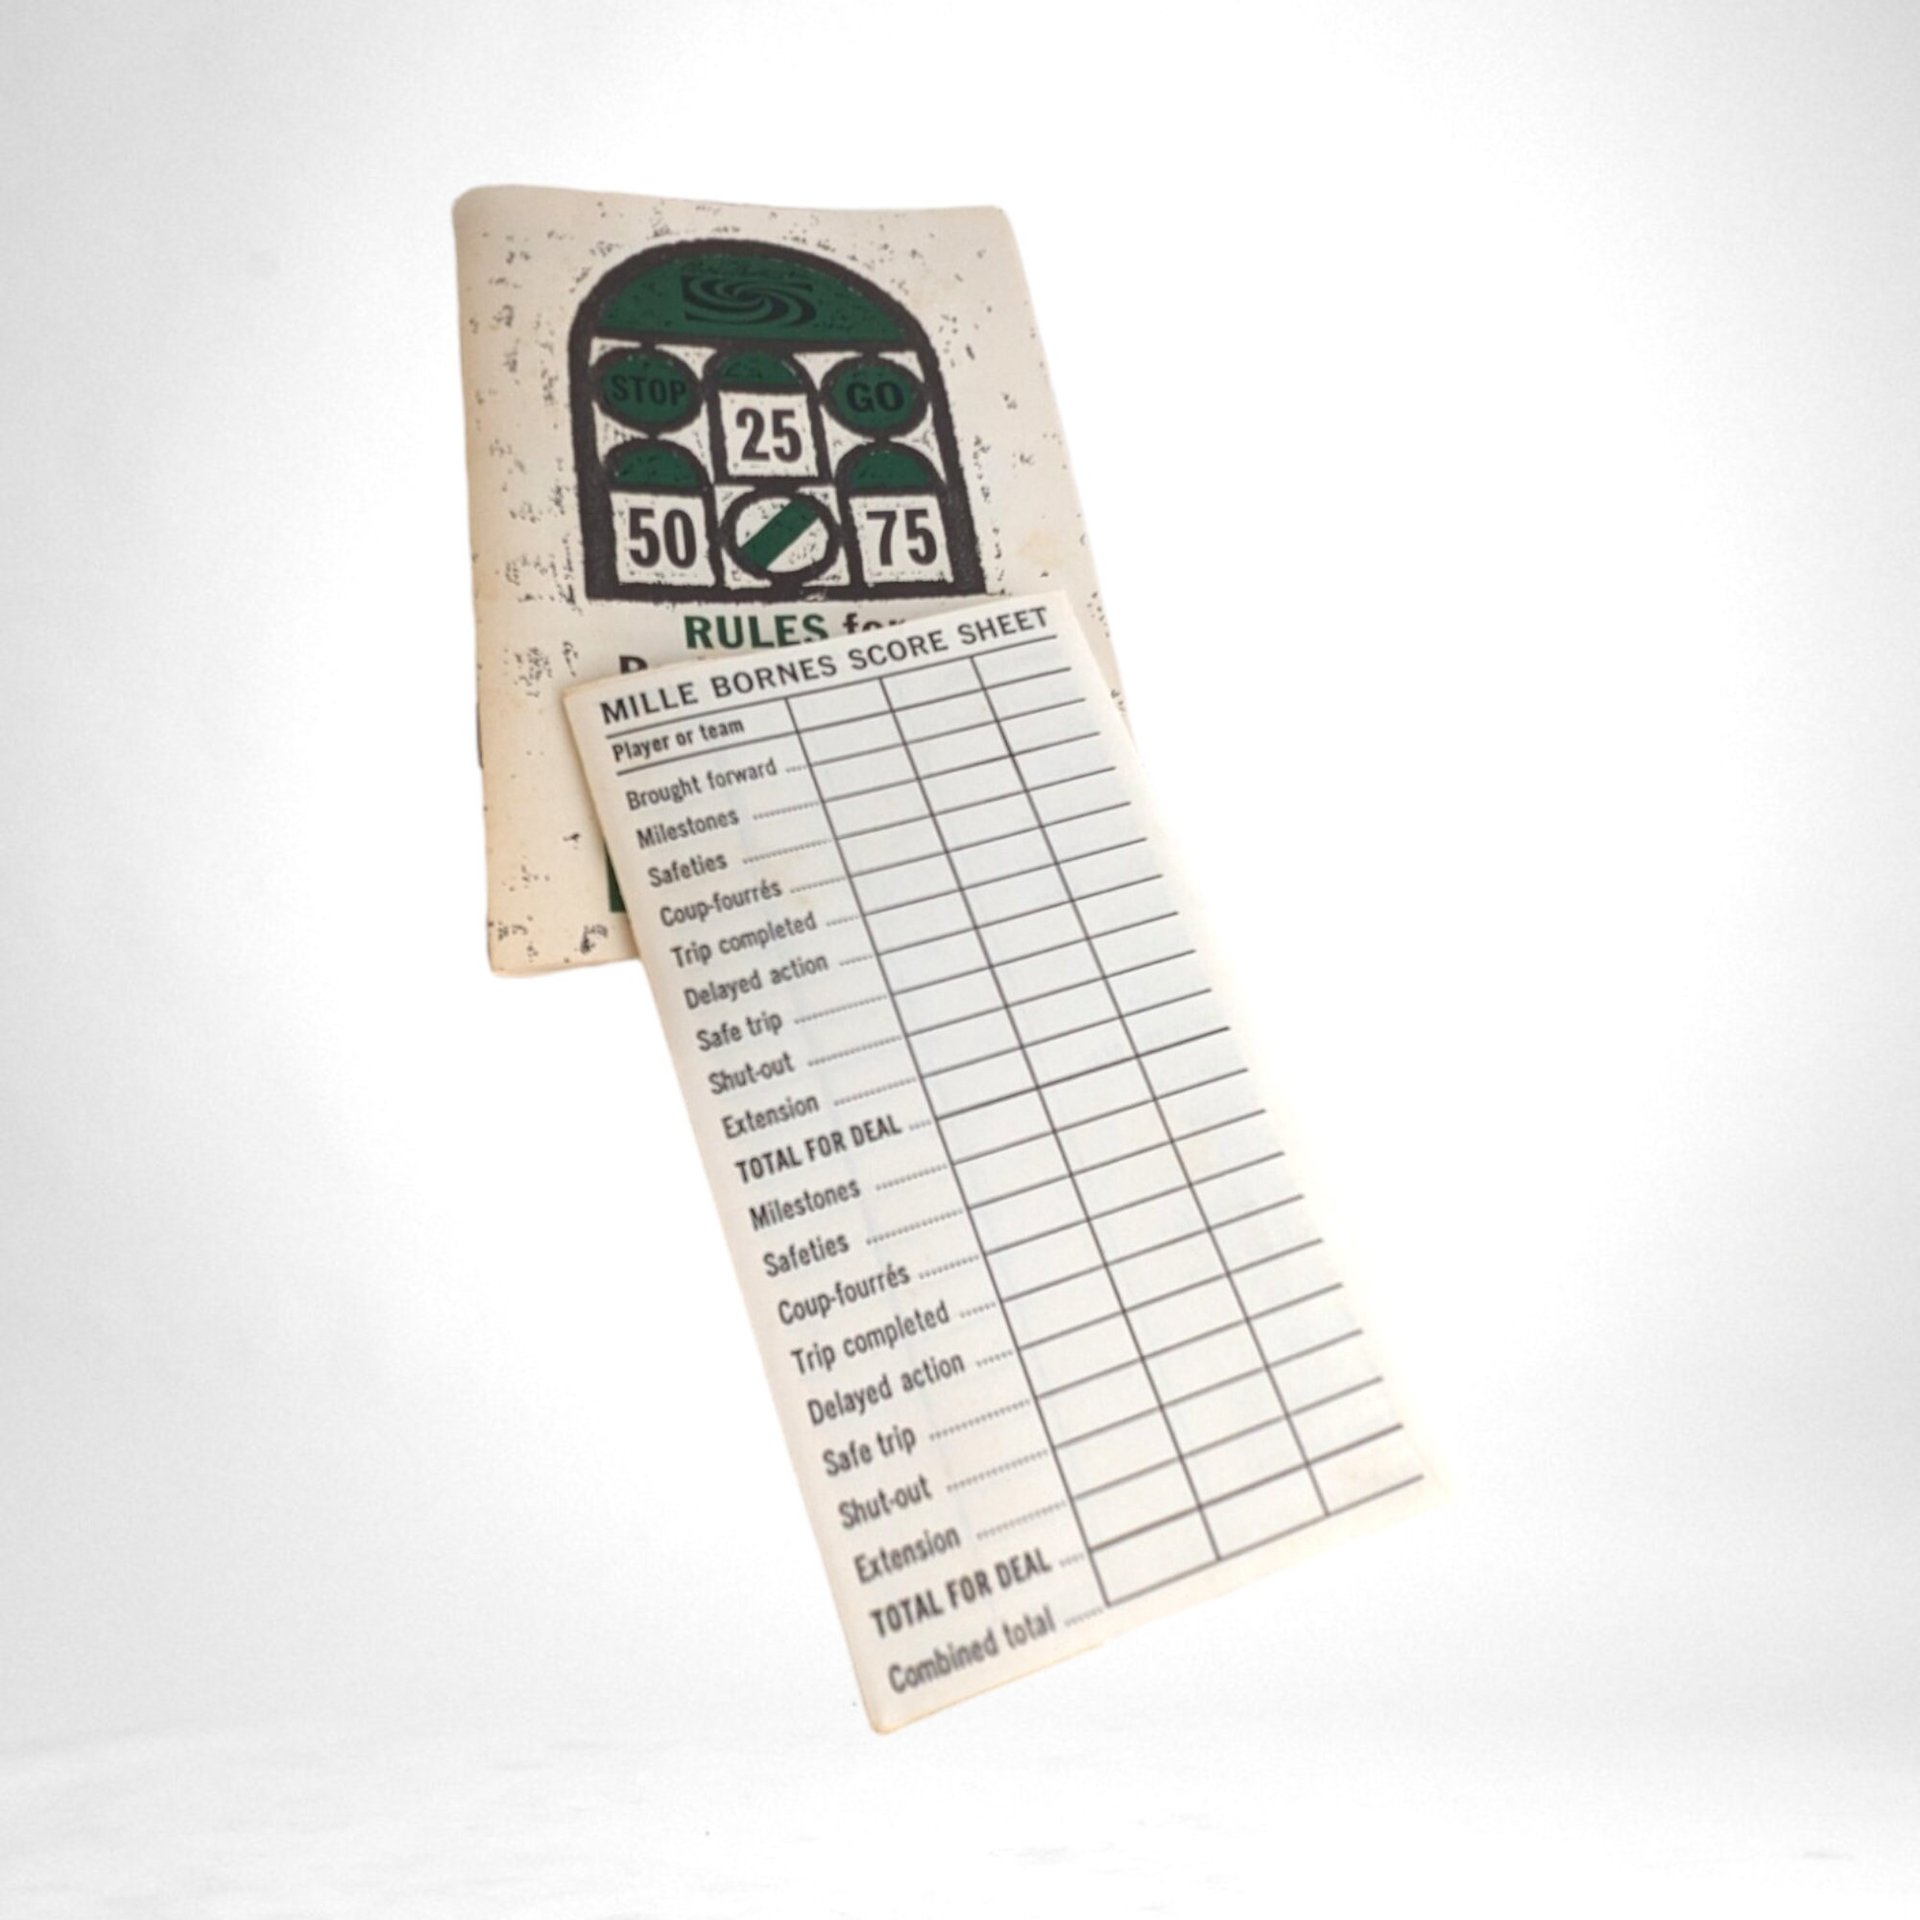 STOP
25
GO
50
75
RULES for
MILLE BORNES SCORE SHEET
Player or team
Brought forward ....
Milestones ............
Safeties ................
Coup-fourrés ..........
Trip completed ......
Delayed action ......
Safe trip ................
Shut-out ................
Extension ..............
TOTAL FOR DEAL ....
Milestones ............
Safeties ................
Coup-fourrés ..........
Trip completed ......
Delayed action ......
Safe trip ................
Shut-out ................
Extension ..............
TOTAL FOR DEAL ....
Combined total ......